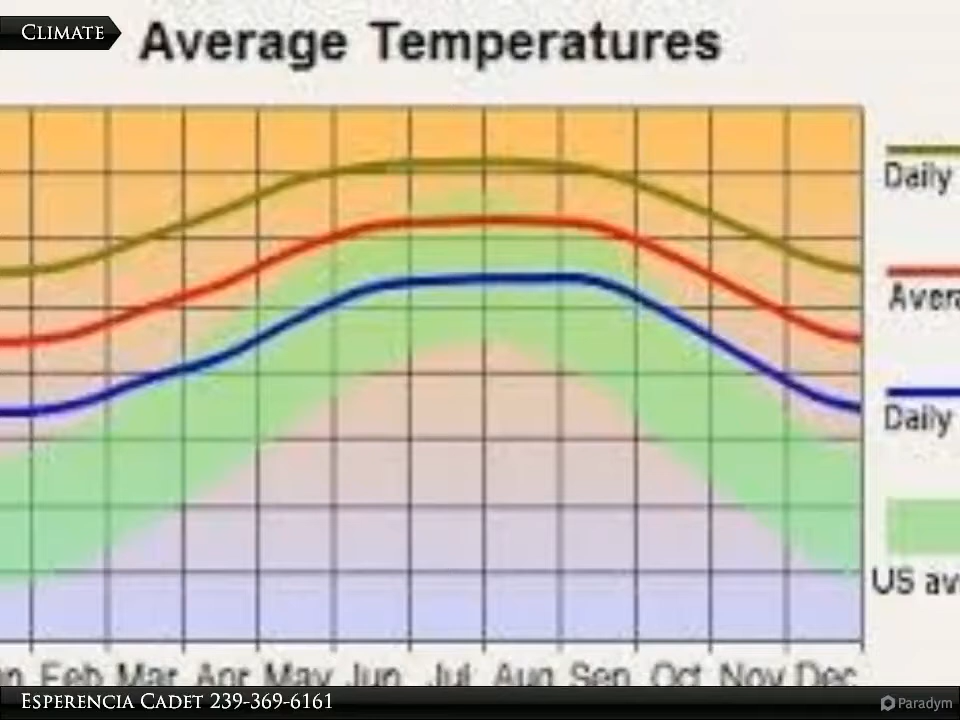 CLIMATE
Average Temperatures
Daily
Avera
Daily
US av
n Feb Mar Apr May Jun Jul Aug Sep Oct Nov Dec
ESPERENCIA CADET 239-369-6161
Paradym